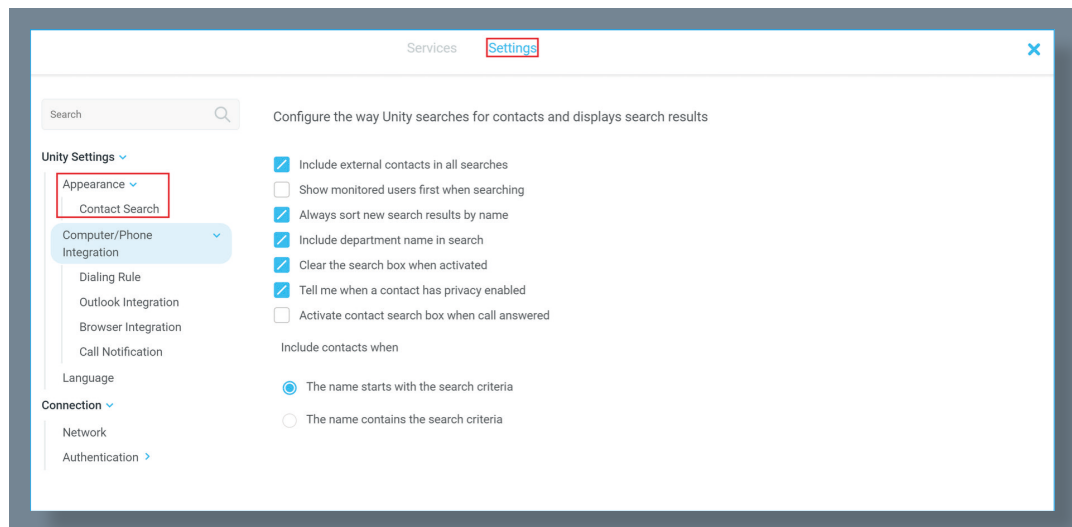 Services Settings
Search
Unity Settings
Appearance
Contact Search
Computer/Phone
Integration
Dialing Rule
Outlook Integration
Browser Integration
Call Notification
Language
Connection
Network
Authentication
Configure the way Unity searches for contacts and displays search results
Include external contacts in all searches
Show monitored users first when searching
Always sort new search results by name
Include department name in search
Clear the search box when activated
Tell me when a contact has privacy enabled
Activate contact search box when call answered
Include contacts when
The name starts with the search criteria
The name contains the search criteria